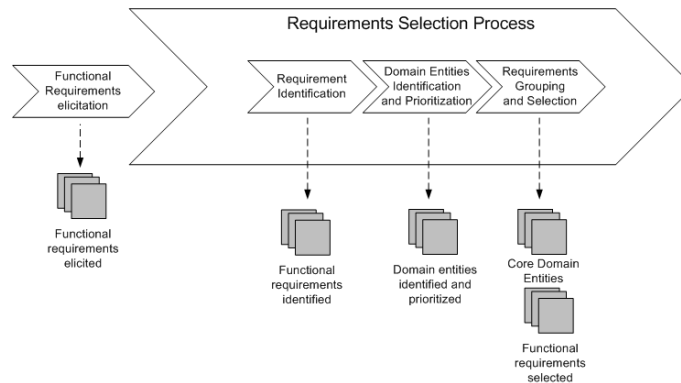 Requirements Selection Process
Functional
Requirements
elicitation
Requirement
Identification
Domain Entities
Identification
and Prioritization
Requirements
Grouping
and Selection
Functional
requirements
elicited
Functional
requirements
identified
Domain entities
identified and
prioritized
Core Domain
Entities
Functional
requirements
selected